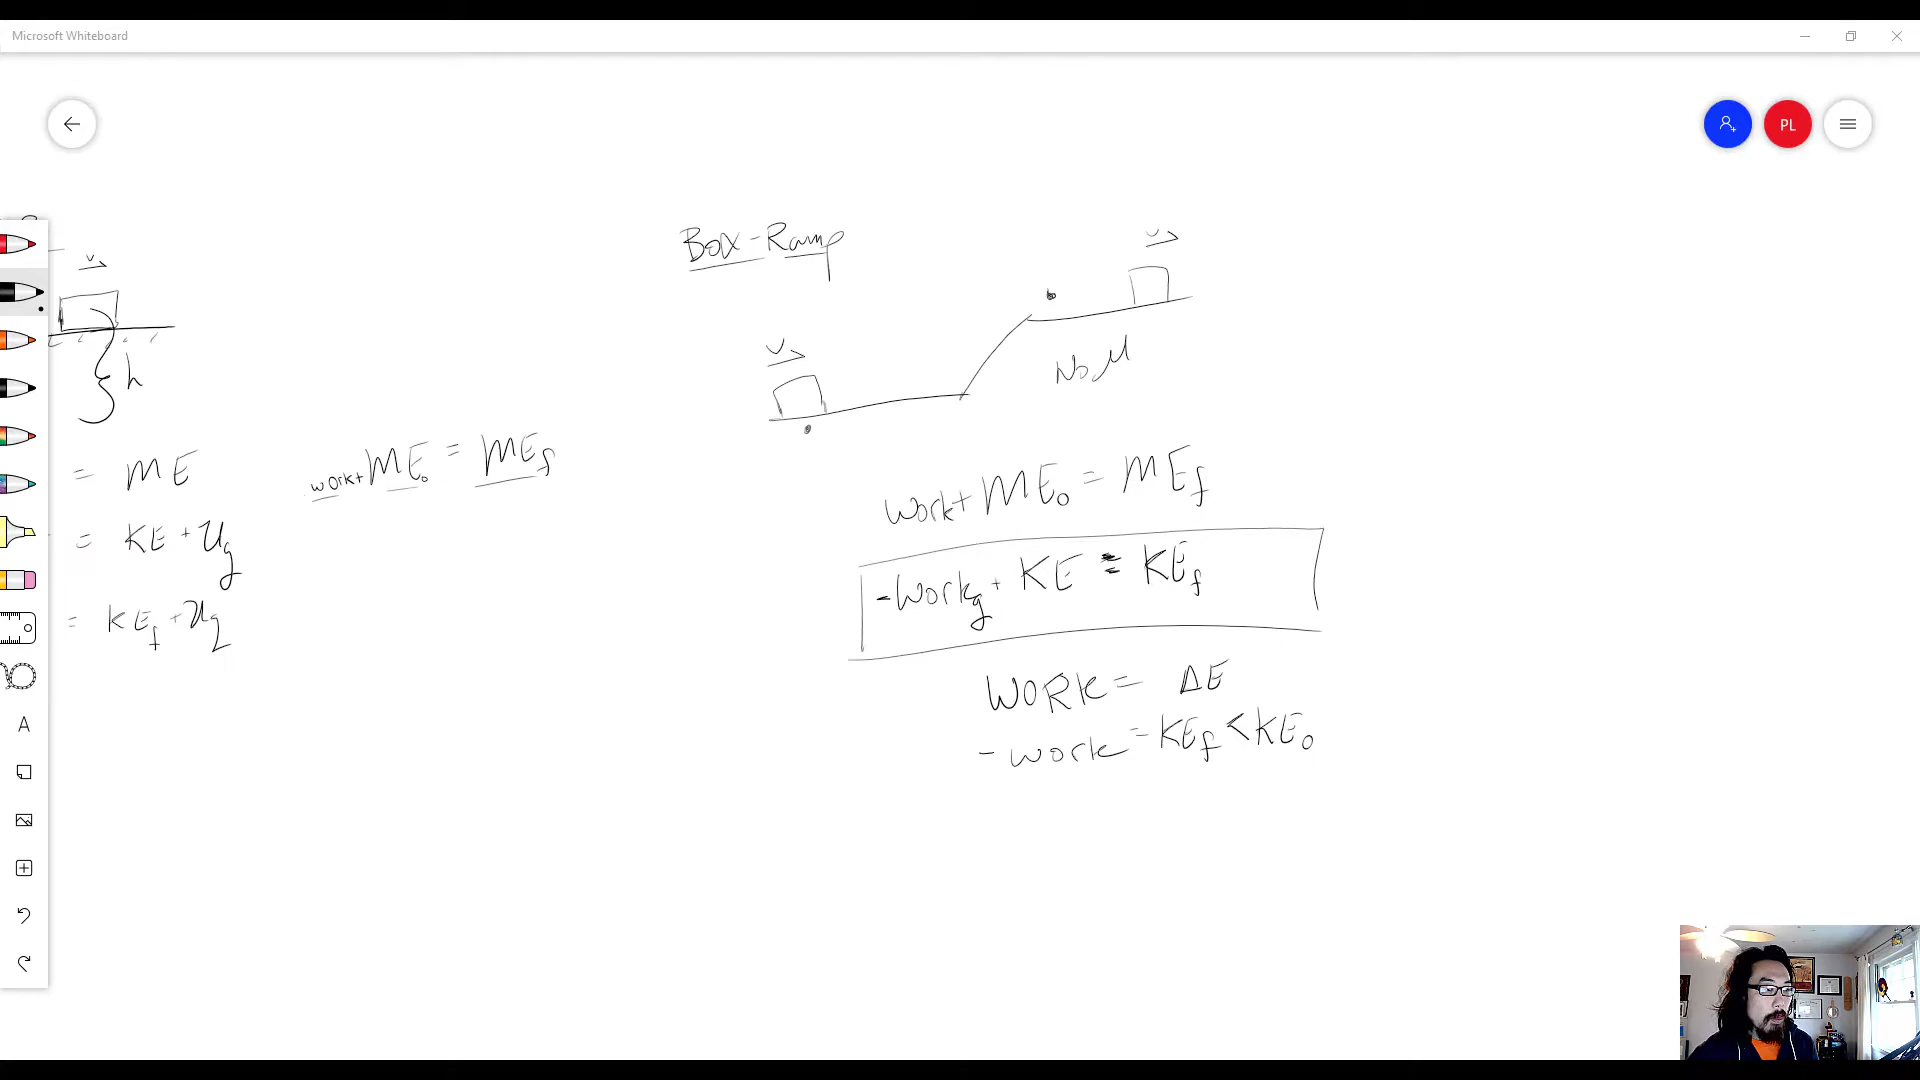 Microsoft Whiteboard
PL
v
h
= ME
= KE + Ug
= KEf + Ug
work + ME₀ = MEf
Box-Ramp
v
v
No μ
Work + ME₀ = MEf
-Workg + KE = KEf
WORK = ΔE
- work = KEf < KE₀
A